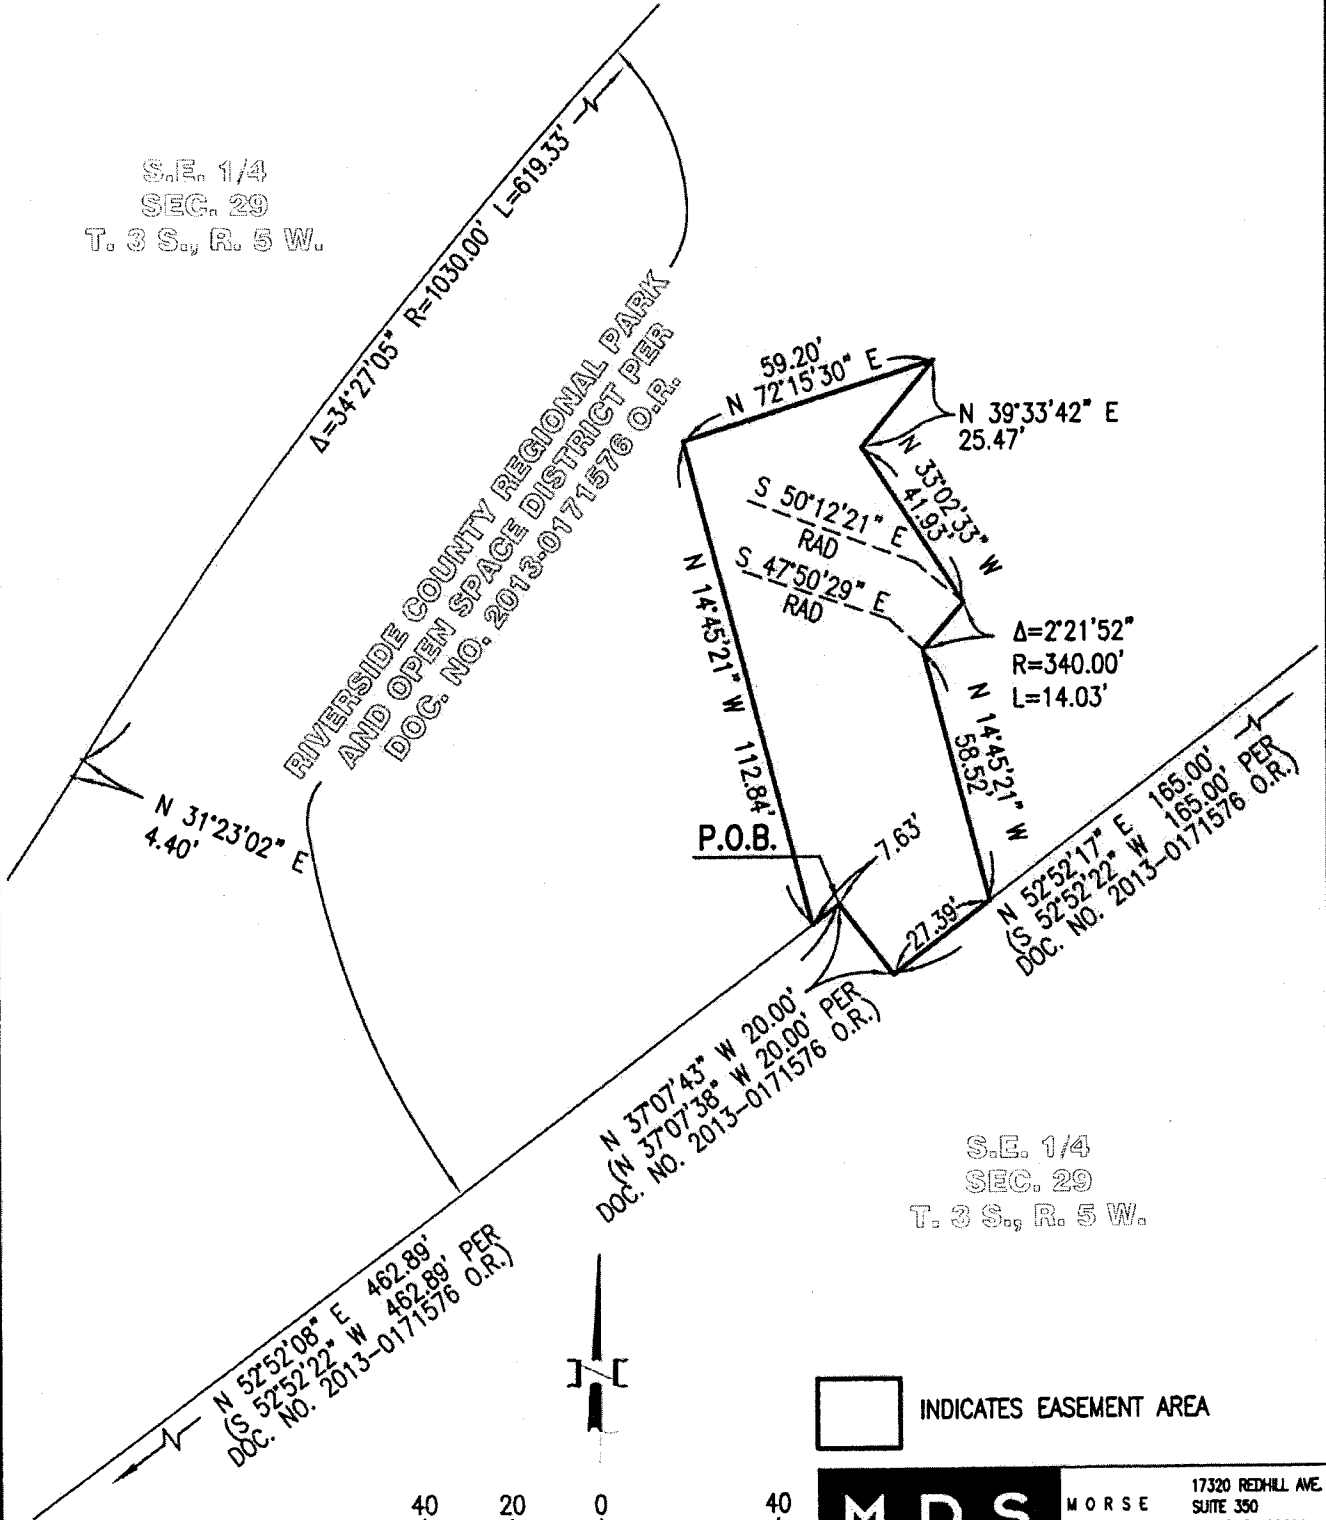 S.E. 1/4
SEC. 29
T. 3 S., R. 5 W.
Δ=34°27'05" R=1030.00' L=619.33'
RIVERSIDE COUNTY REGIONAL PARK
AND OPEN SPACE DISTRICT PER
DOC. NO. 2013-0171576 O.R.
59.20'
N 72°15'30" E
N 39°33'42" E
25.47'
N 33°02'33" W
41.93'
S 50°12'21" E
RAD
S 47°50'29" E
RAD
Δ=2°21'52"
R=340.00'
L=14.03'
N 14°45'21" W 112.84'
N 14°45'21" W
58.52'
N 31°23'02" E
4.40'
P.O.B.
7.63'
27.39'
N 52°52'17" E 165.00'
(S 52°52'22" W 165.00' PER
DOC. NO. 2013-0171576 O.R.)
N 37°07'43" W 20.00'
(N 37°07'38" W 20.00' PER
DOC. NO. 2013-0171576 O.R.)
S.E. 1/4
SEC. 29
T. 3 S., R. 5 W.
N 52°52'08" E 462.89'
(S 52°52'22" W 462.89' PER
DOC. NO. 2013-0171576 O.R.)
INDICATES EASEMENT AREA
40 20 0 40
MDS
MORSE
17320 REDHILL AVE.
SUITE 350